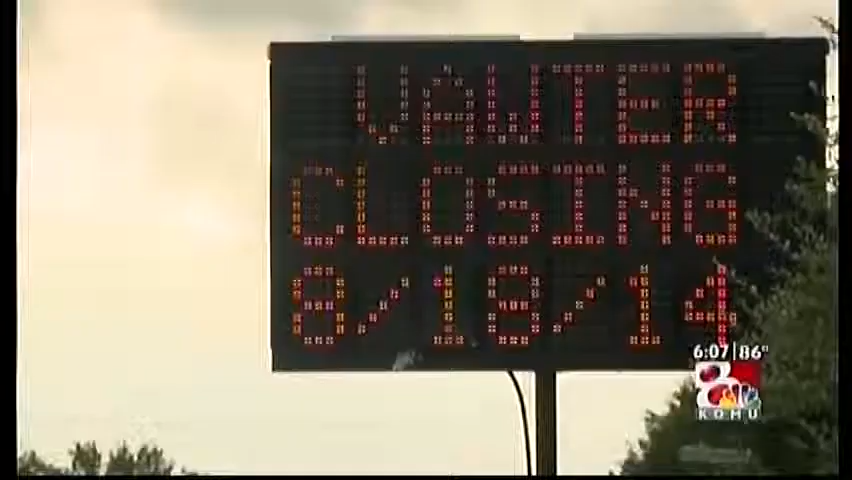 VAWTER
CLOSING
8/18/14
6:07 86°
8
KOMU